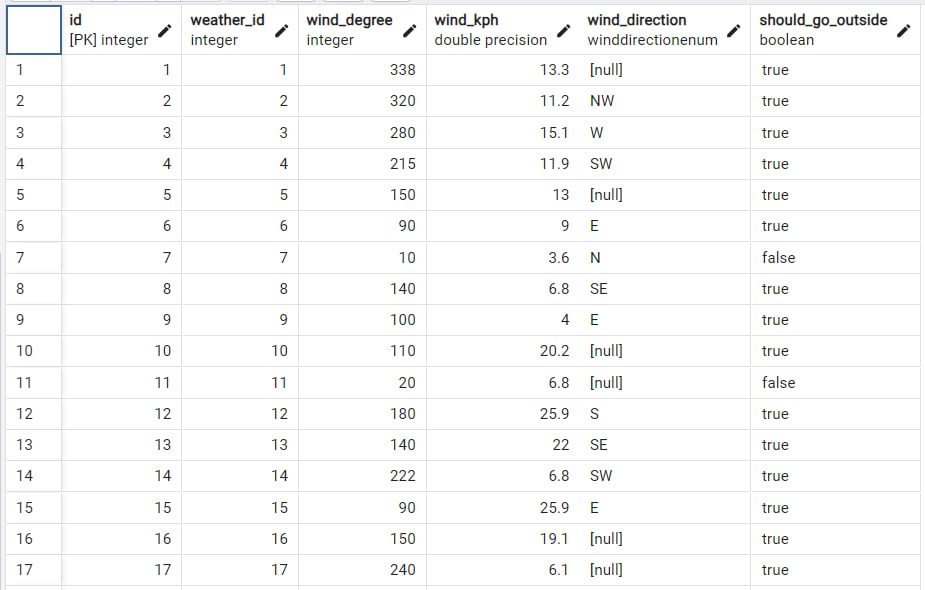 id weather_id wind_degree wind_kph wind_direction should_go_outside
[PK] integer integer integer double precision winddirectionenum boolean
1 1 1 338 13.3 [null] true
2 2 2 320 11.2 NW true
3 3 3 280 15.1 W true
4 4 4 215 11.9 SW true
5 5 5 150 13 [null] true
6 6 6 90 9 E true
7 7 7 10 3.6 N false
8 8 8 140 6.8 SE true
9 9 9 100 4 E true
10 10 10 110 20.2 [null] true
11 11 11 20 6.8 [null] false
12 12 12 180 25.9 S true
13 13 13 140 22 SE true
14 14 14 222 6.8 SW true
15 15 15 90 25.9 E true
16 16 16 150 19.1 [null] true
17 17 17 240 6.1 [null] true